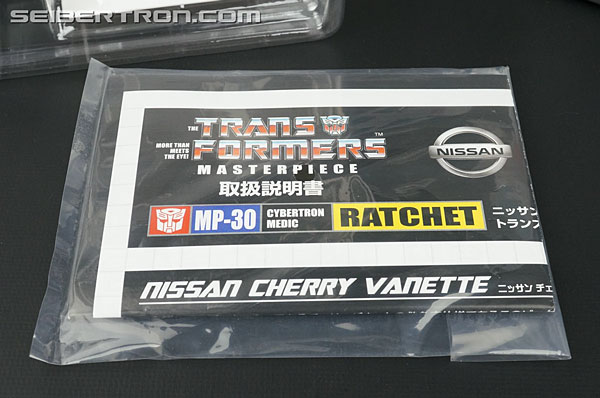 SEIBERTRON.COM
THE TRANSFORMERS
MORE THAN MEETS THE EYE!
MASTERPIECE
取扱説明書
NISSAN
MP-30 CYBERTRON MEDIC RATCHET
ニッサン
トランス
NISSAN CHERRY VANETTE ニッサン チェ